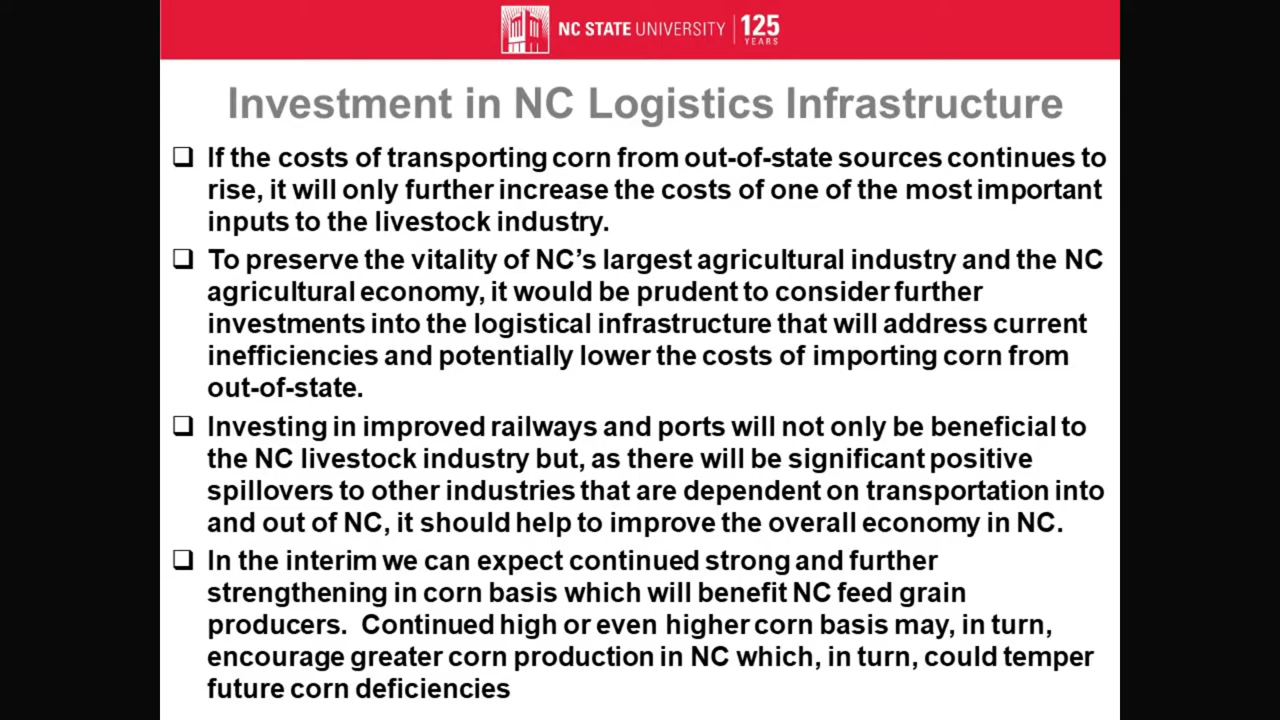 NC STATE UNIVERSITY 125 YEARS
Investment in NC Logistics Infrastructure
❑ If the costs of transporting corn from out-of-state sources continues to
rise, it will only further increase the costs of one of the most important
inputs to the livestock industry.
❑ To preserve the vitality of NC’s largest agricultural industry and the NC
agricultural economy, it would be prudent to consider further
investments into the logistical infrastructure that will address current
inefficiencies and potentially lower the costs of importing corn from
out-of-state.
❑ Investing in improved railways and ports will not only be beneficial to
the NC livestock industry but, as there will be significant positive
spillovers to other industries that are dependent on transportation into
and out of NC, it should help to improve the overall economy in NC.
❑ In the interim we can expect continued strong and further
strengthening in corn basis which will benefit NC feed grain
producers.  Continued high or even higher corn basis may, in turn,
encourage greater corn production in NC which, in turn, could temper
future corn deficiencies